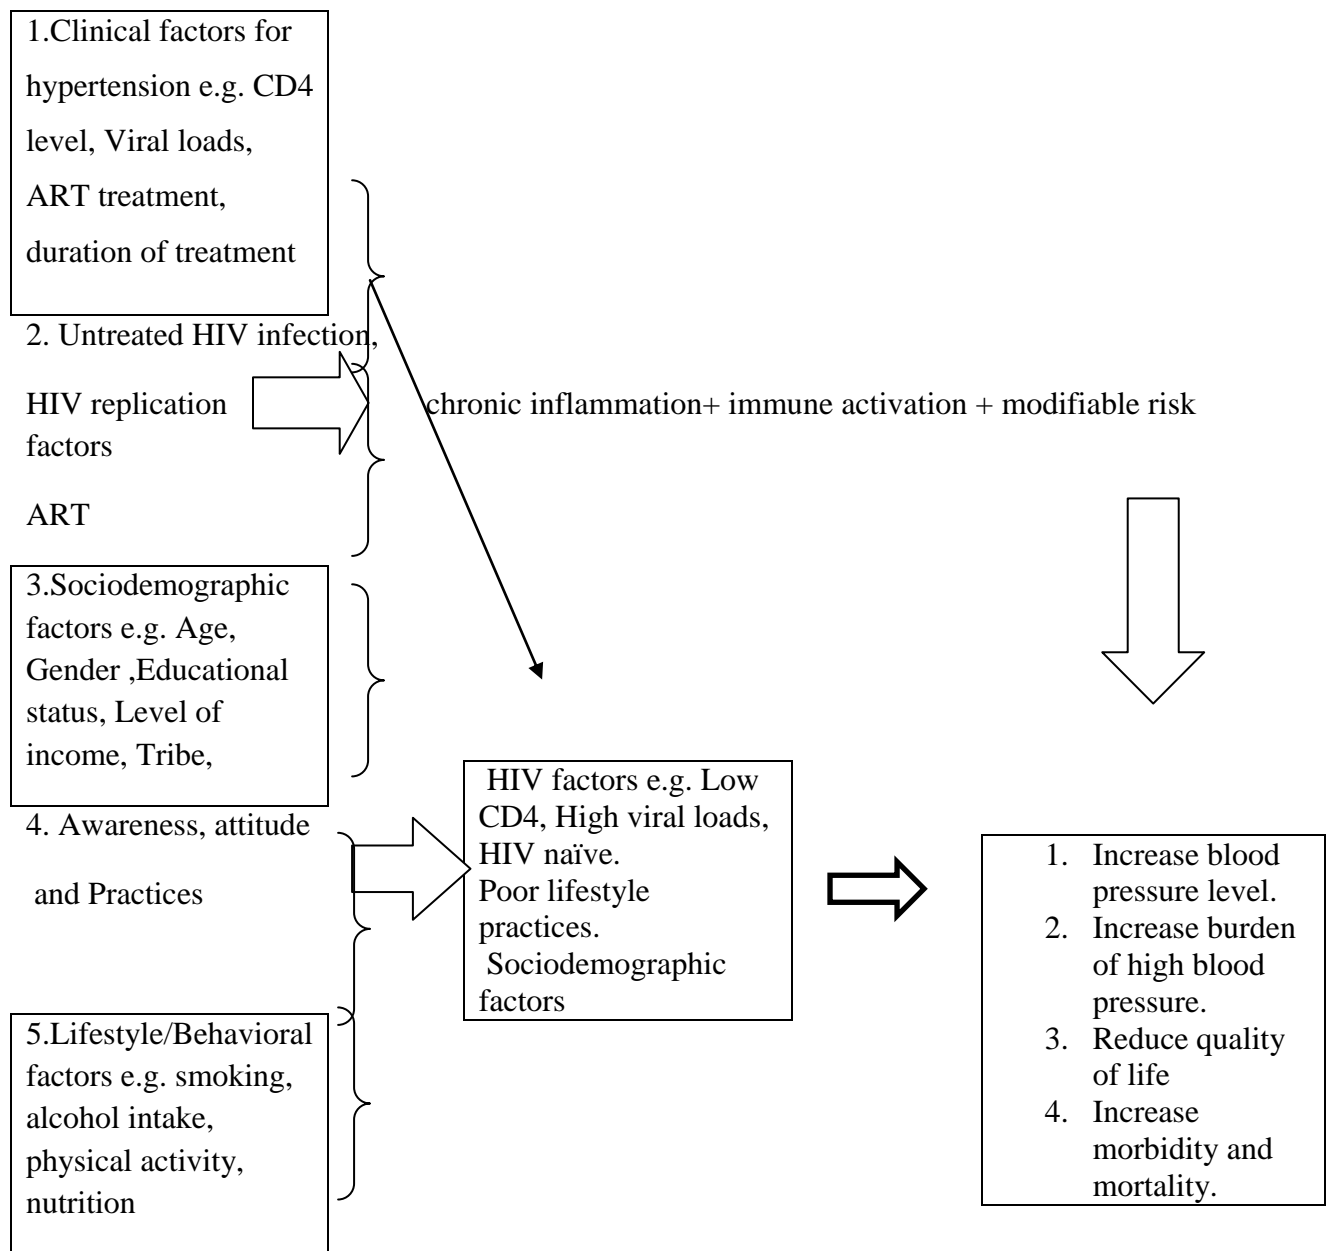 1.Clinical factors for
hypertension e.g. CD4
level, Viral loads,
ART treatment,
duration of treatment
2. Untreated HIV infection,
HIV replication
chronic inflammation+ immune activation + modifiable risk
factors
ART
3.Sociodemographic
factors e.g. Age,
Gender ,Educational
status, Level of
income, Tribe,
4. Awareness, attitude
and Practices
5.Lifestyle/Behavioral
factors e.g. smoking,
alcohol intake,
physical activity,
nutrition
HIV factors e.g. Low
CD4, High viral loads,
HIV naïve.
Poor lifestyle
practices.
Sociodemographic
factors
1. Increase blood
pressure level.
2. Increase burden
of high blood
pressure.
3. Reduce quality
of life
4. Increase
morbidity and
mortality.